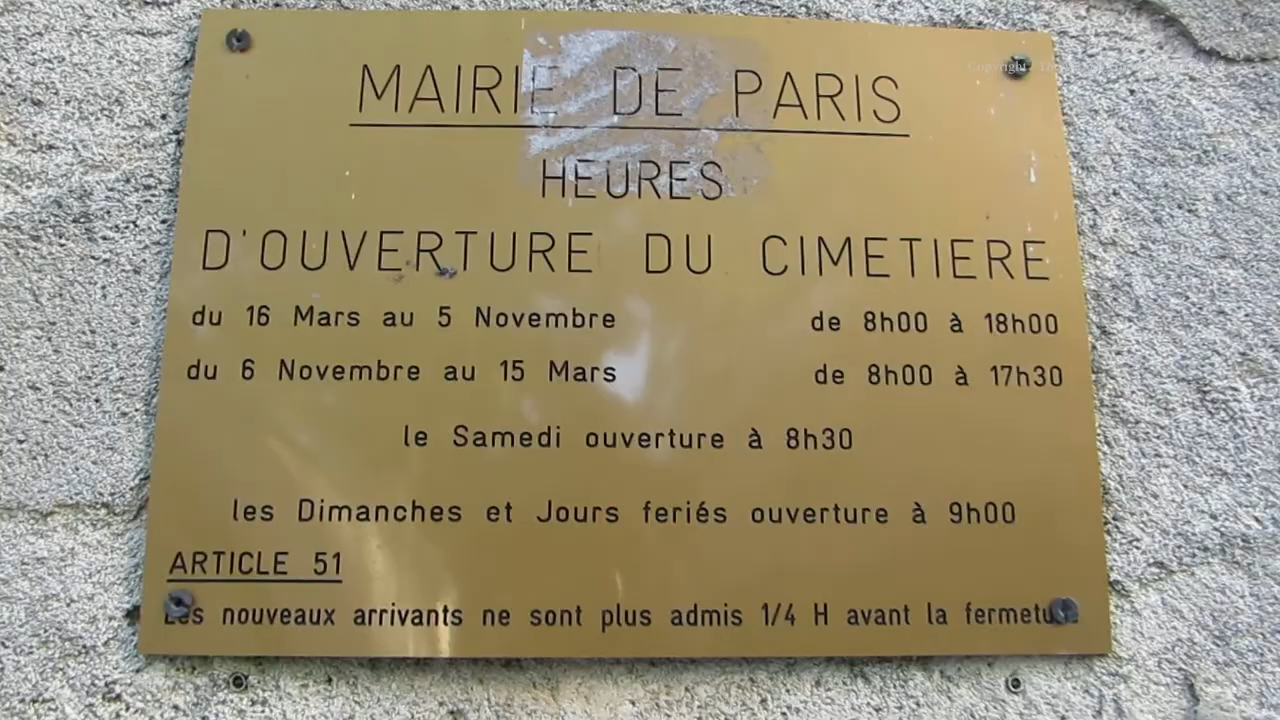 MAIRIE DE PARIS
HEURES
D'OUVERTURE DU CIMETIERE
du 16 Mars au 5 Novembre de 8h00 à 18h00
du 6 Novembre au 15 Mars de 8h00 à 17h30
le Samedi ouverture à 8h30
les Dimanches et Jours feriés ouverture à 9h00
ARTICLE 51
Les nouveaux arrivants ne sont plus admis 1/4 H avant la
Copyright